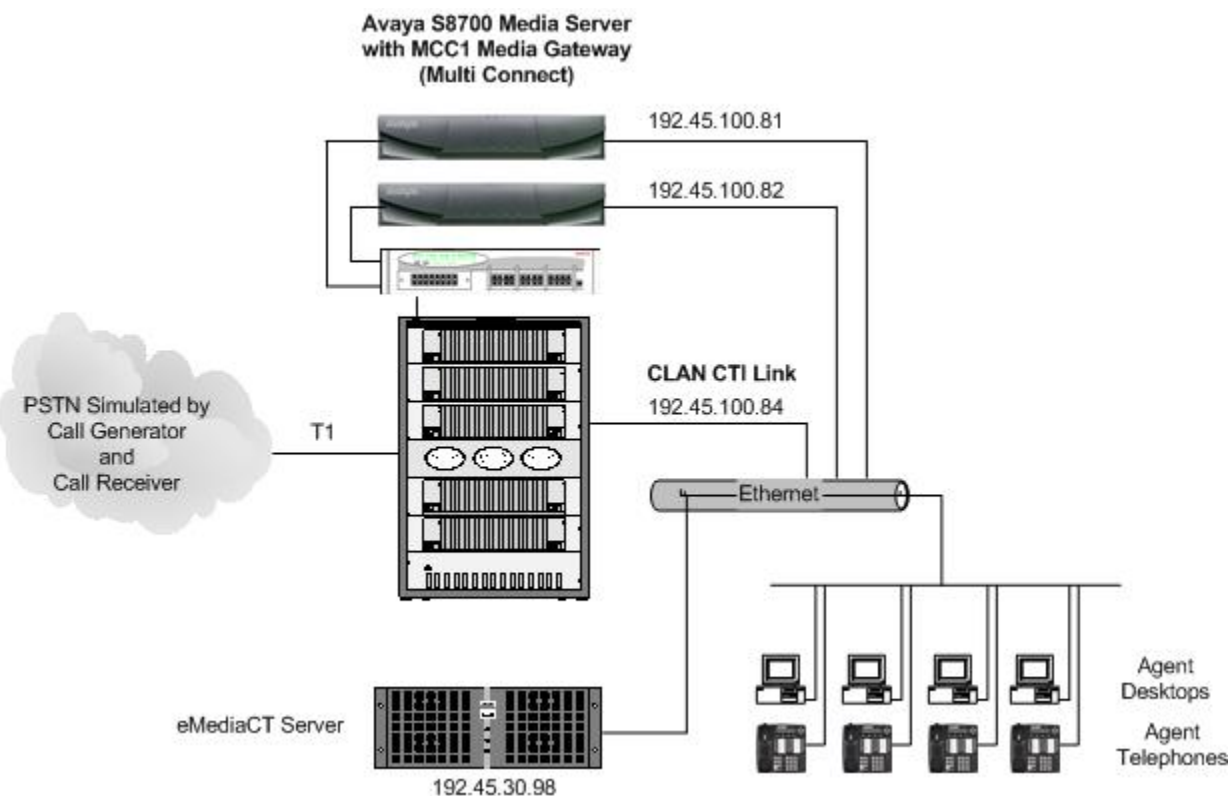 Avaya S8700 Media Server
with MCC1 Media Gateway
(Multi Connect)
192.45.100.81
192.45.100.82
CLAN CTI Link
192.45.100.84
PSTN Simulated by
Call Generator
and
Call Receiver
T1
Ethernet
Agent
Desktops
eMediaCT Server
Agent
Telephones
192.45.30.98